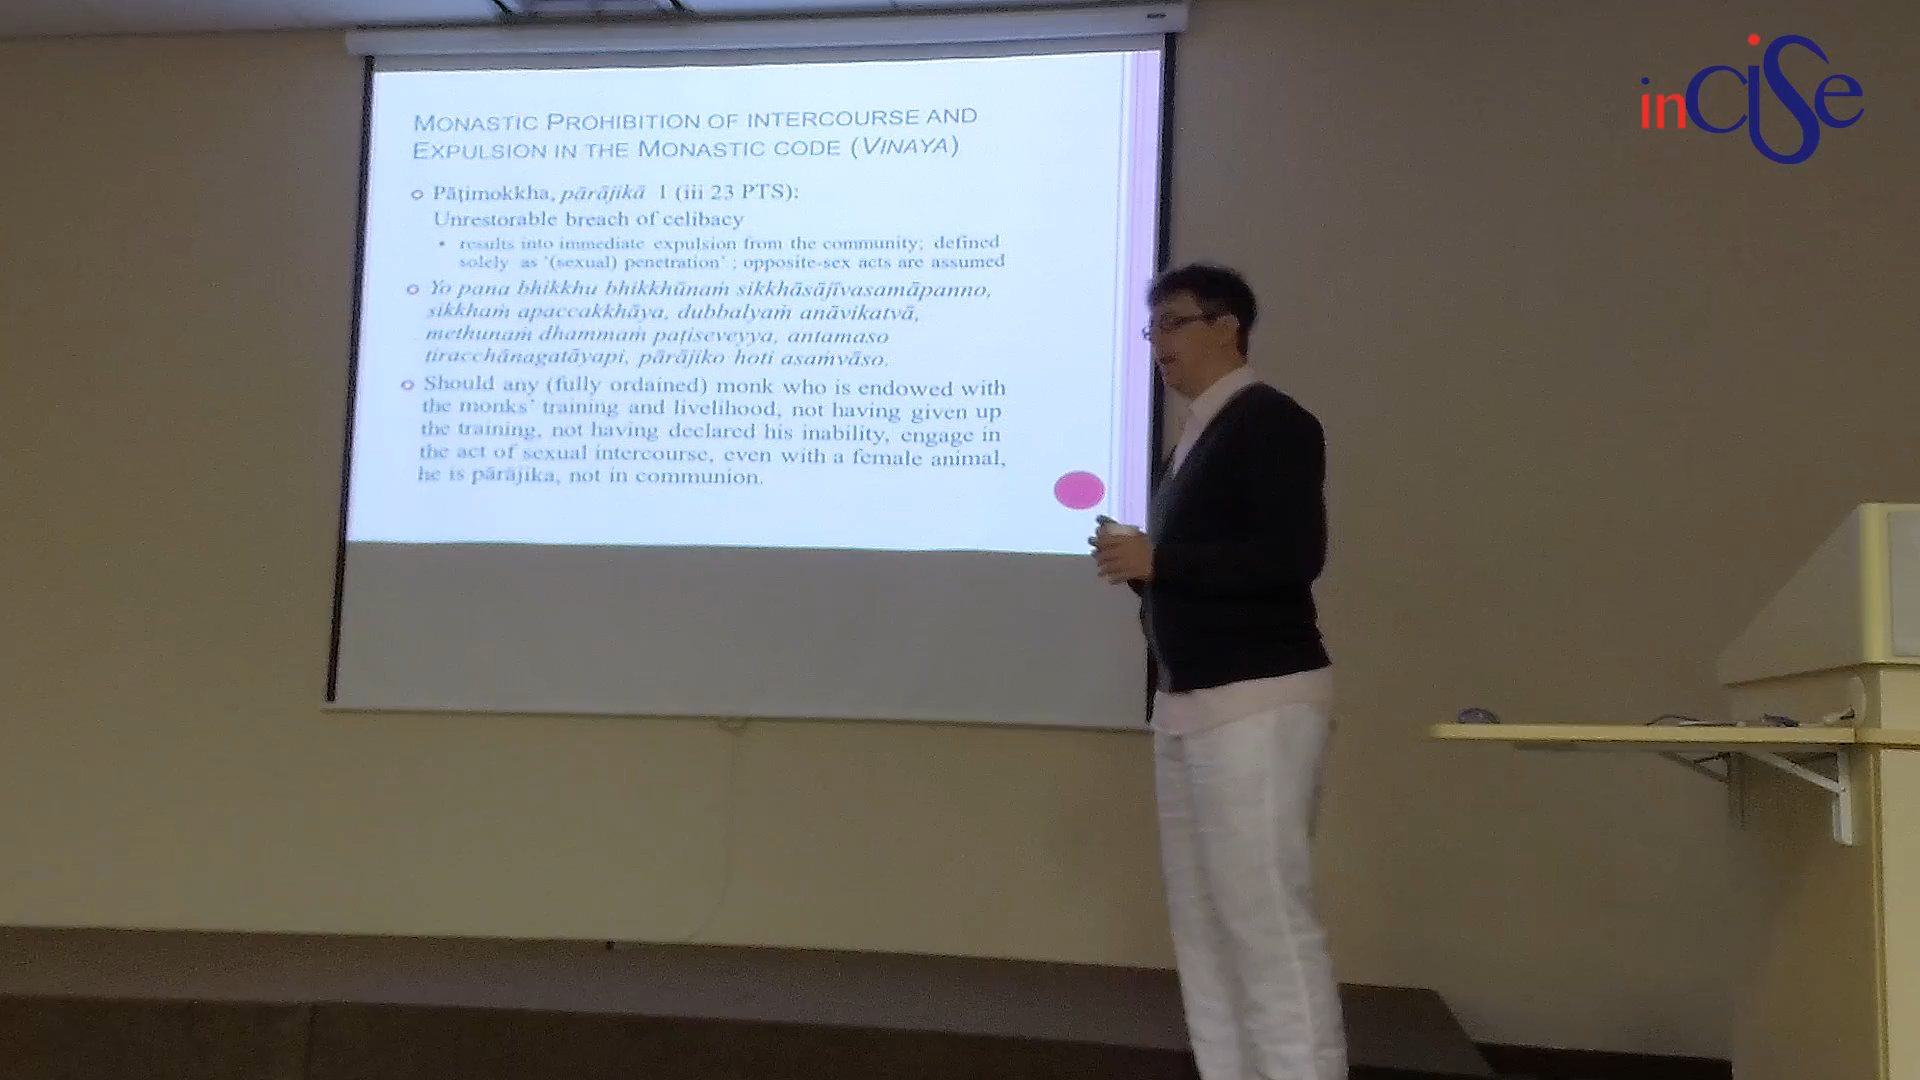 inCiSe
MONASTIC PROHIBITION OF INTERCOURSE AND
EXPULSION IN THE MONASTIC CODE (VINAYA)
Pāṭimokkha, pārājikā 1 (iii 23 PTS):
Unrestorable breach of celibacy
• results into immediate expulsion from the community; defined
solely as '(sexual) penetration' ; opposite-sex acts are assumed
Yo pana bhikkhu bhikkhūnaṁ sikkhāsājīvasamāpanno,
sikkhaṁ apaccakkhāya, dubbalyaṁ anāvikatvā,
methunaṁ dhammaṁ paṭiseveyya, antamaso
tiracchānagatāyapi, pārājiko hoti asaṁvāso.
Should any (fully ordained) monk who is endowed with
the monks' training and livelihood, not having given up
the training, not having declared his inability, engage in
the act of sexual intercourse, even with a female animal,
he is pārājika, not in communion.